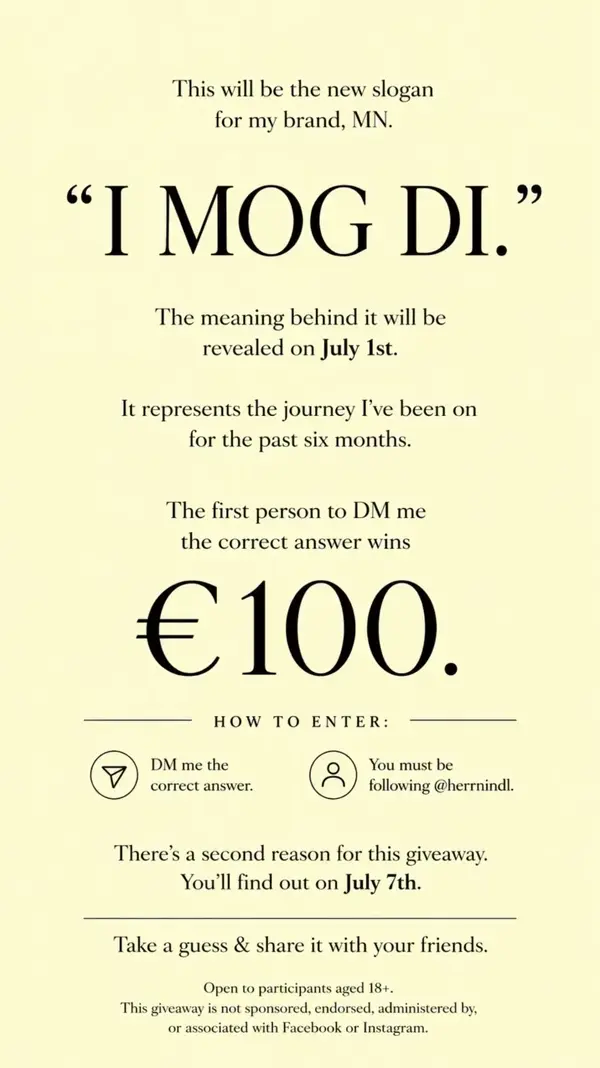 This will be the new slogan
for my brand, MN.
“I MOG DI.”
The meaning behind it will be
revealed on July 1st.
It represents the journey I’ve been on
for the past six months.
The first person to DM me
the correct answer wins
€100.
HOW TO ENTER:
DM me the
correct answer.
You must be
following @herrnindl.
There’s a second reason for this giveaway.
You’ll find out on July 7th.
Take a guess & share it with your friends.
Open to participants aged 18+.
This giveaway is not sponsored, endorsed, administered by,
or associated with Facebook or Instagram.